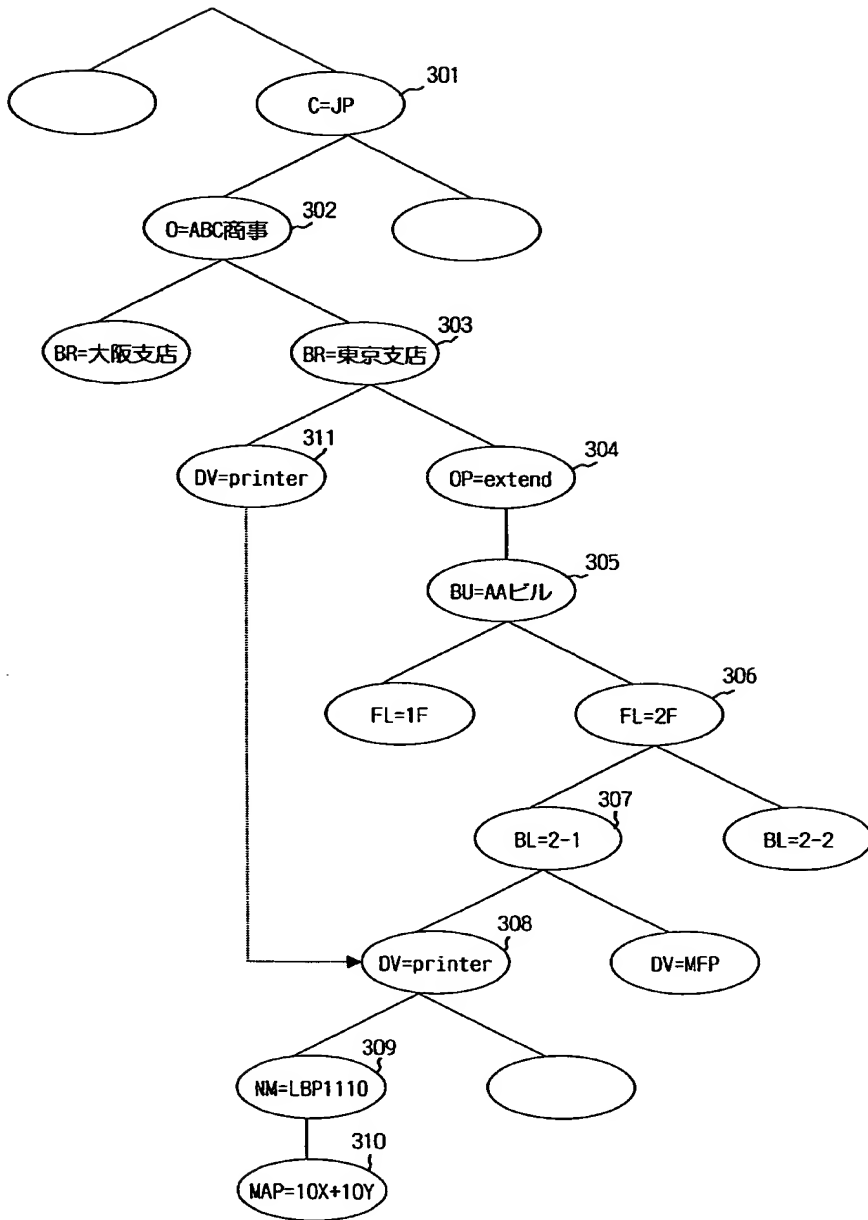 301
C=JP
302
O=ABC商事
303
BR=大阪支店
BR=東京支店
311
304
DV=printer
OP=extend
305
BU=AAビル
306
FL=1F
FL=2F
307
BL=2-1
BL=2-2
308
DV=printer
DV=MFP
309
NM=LBP1110
310
MAP=10X+10Y